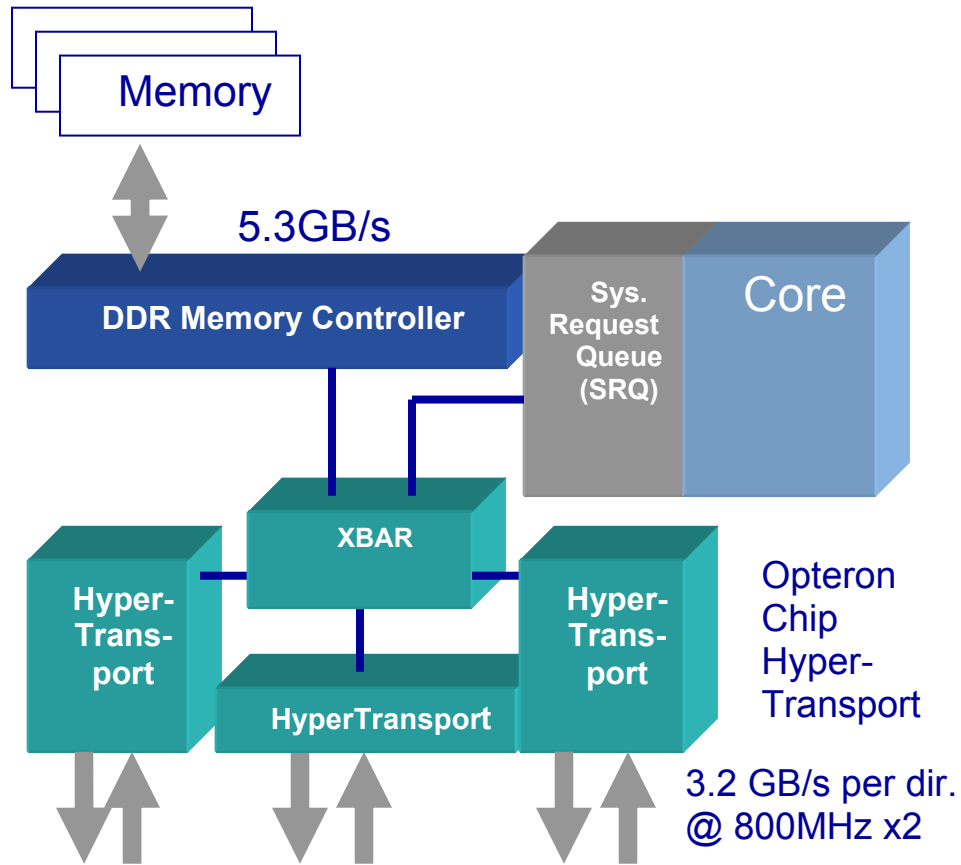 Memory
5.3GB/s
DDR Memory Controller
Sys.
Request
Queue
(SRQ)
Core
XBAR
Hyper-
Trans-
port
HyperTransport
Hyper-
Trans-
port
Opteron
Chip
Hyper-
Transport
3.2 GB/s per dir.
@ 800MHz x2